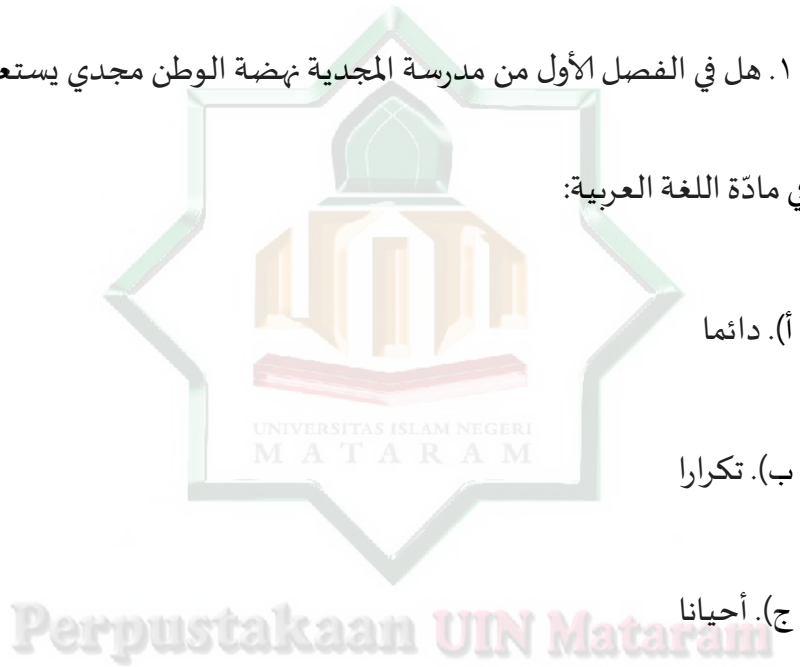 ١. هل في الفصل الأول من مدرسة المجدية نهضة الوطن مجدي
مادّة اللغة العربية:
أ). دائما
UNIVERSITAS ISLAM NEGERI
MATARAM
ب). تكرارا
ج). أحيانا
Perpustakaan UIN Mataram